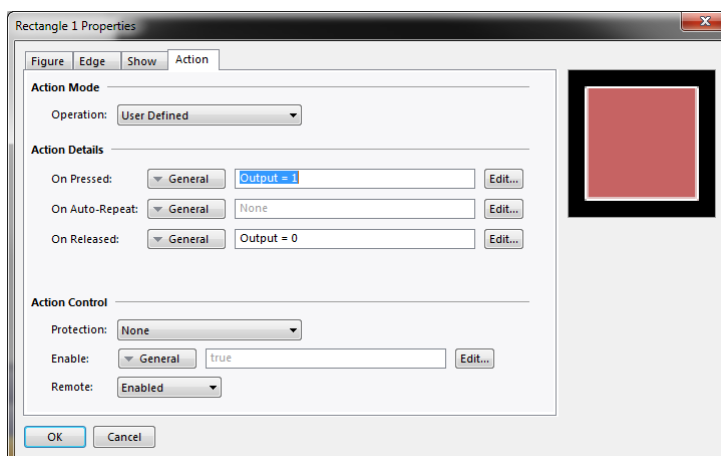 Rectangle 1 Properties
x
Figure Edge Show Action
Action Mode
Operation: User Defined
Action Details
On Pressed: General Output = 1 Edit...
On Auto-Repeat: General None Edit...
On Released: General Output = 0 Edit...
Action Control
Protection: None
Enable: General true Edit...
Remote: Enabled
OK Cancel